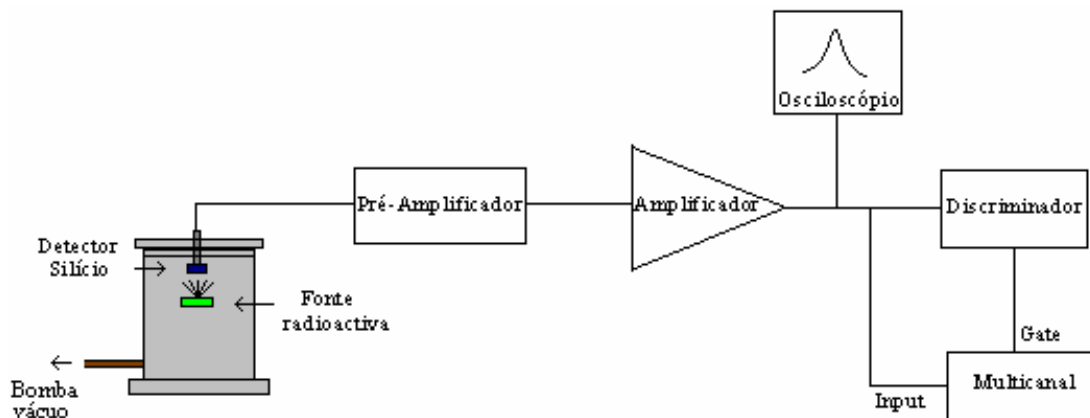 Osciloscópio
Pré-Amplificador
Amplificador
Discriminador
Detector
Silício
Fonte
radioactiva
Gate
Bomba
vácuo
Input
Multicanal